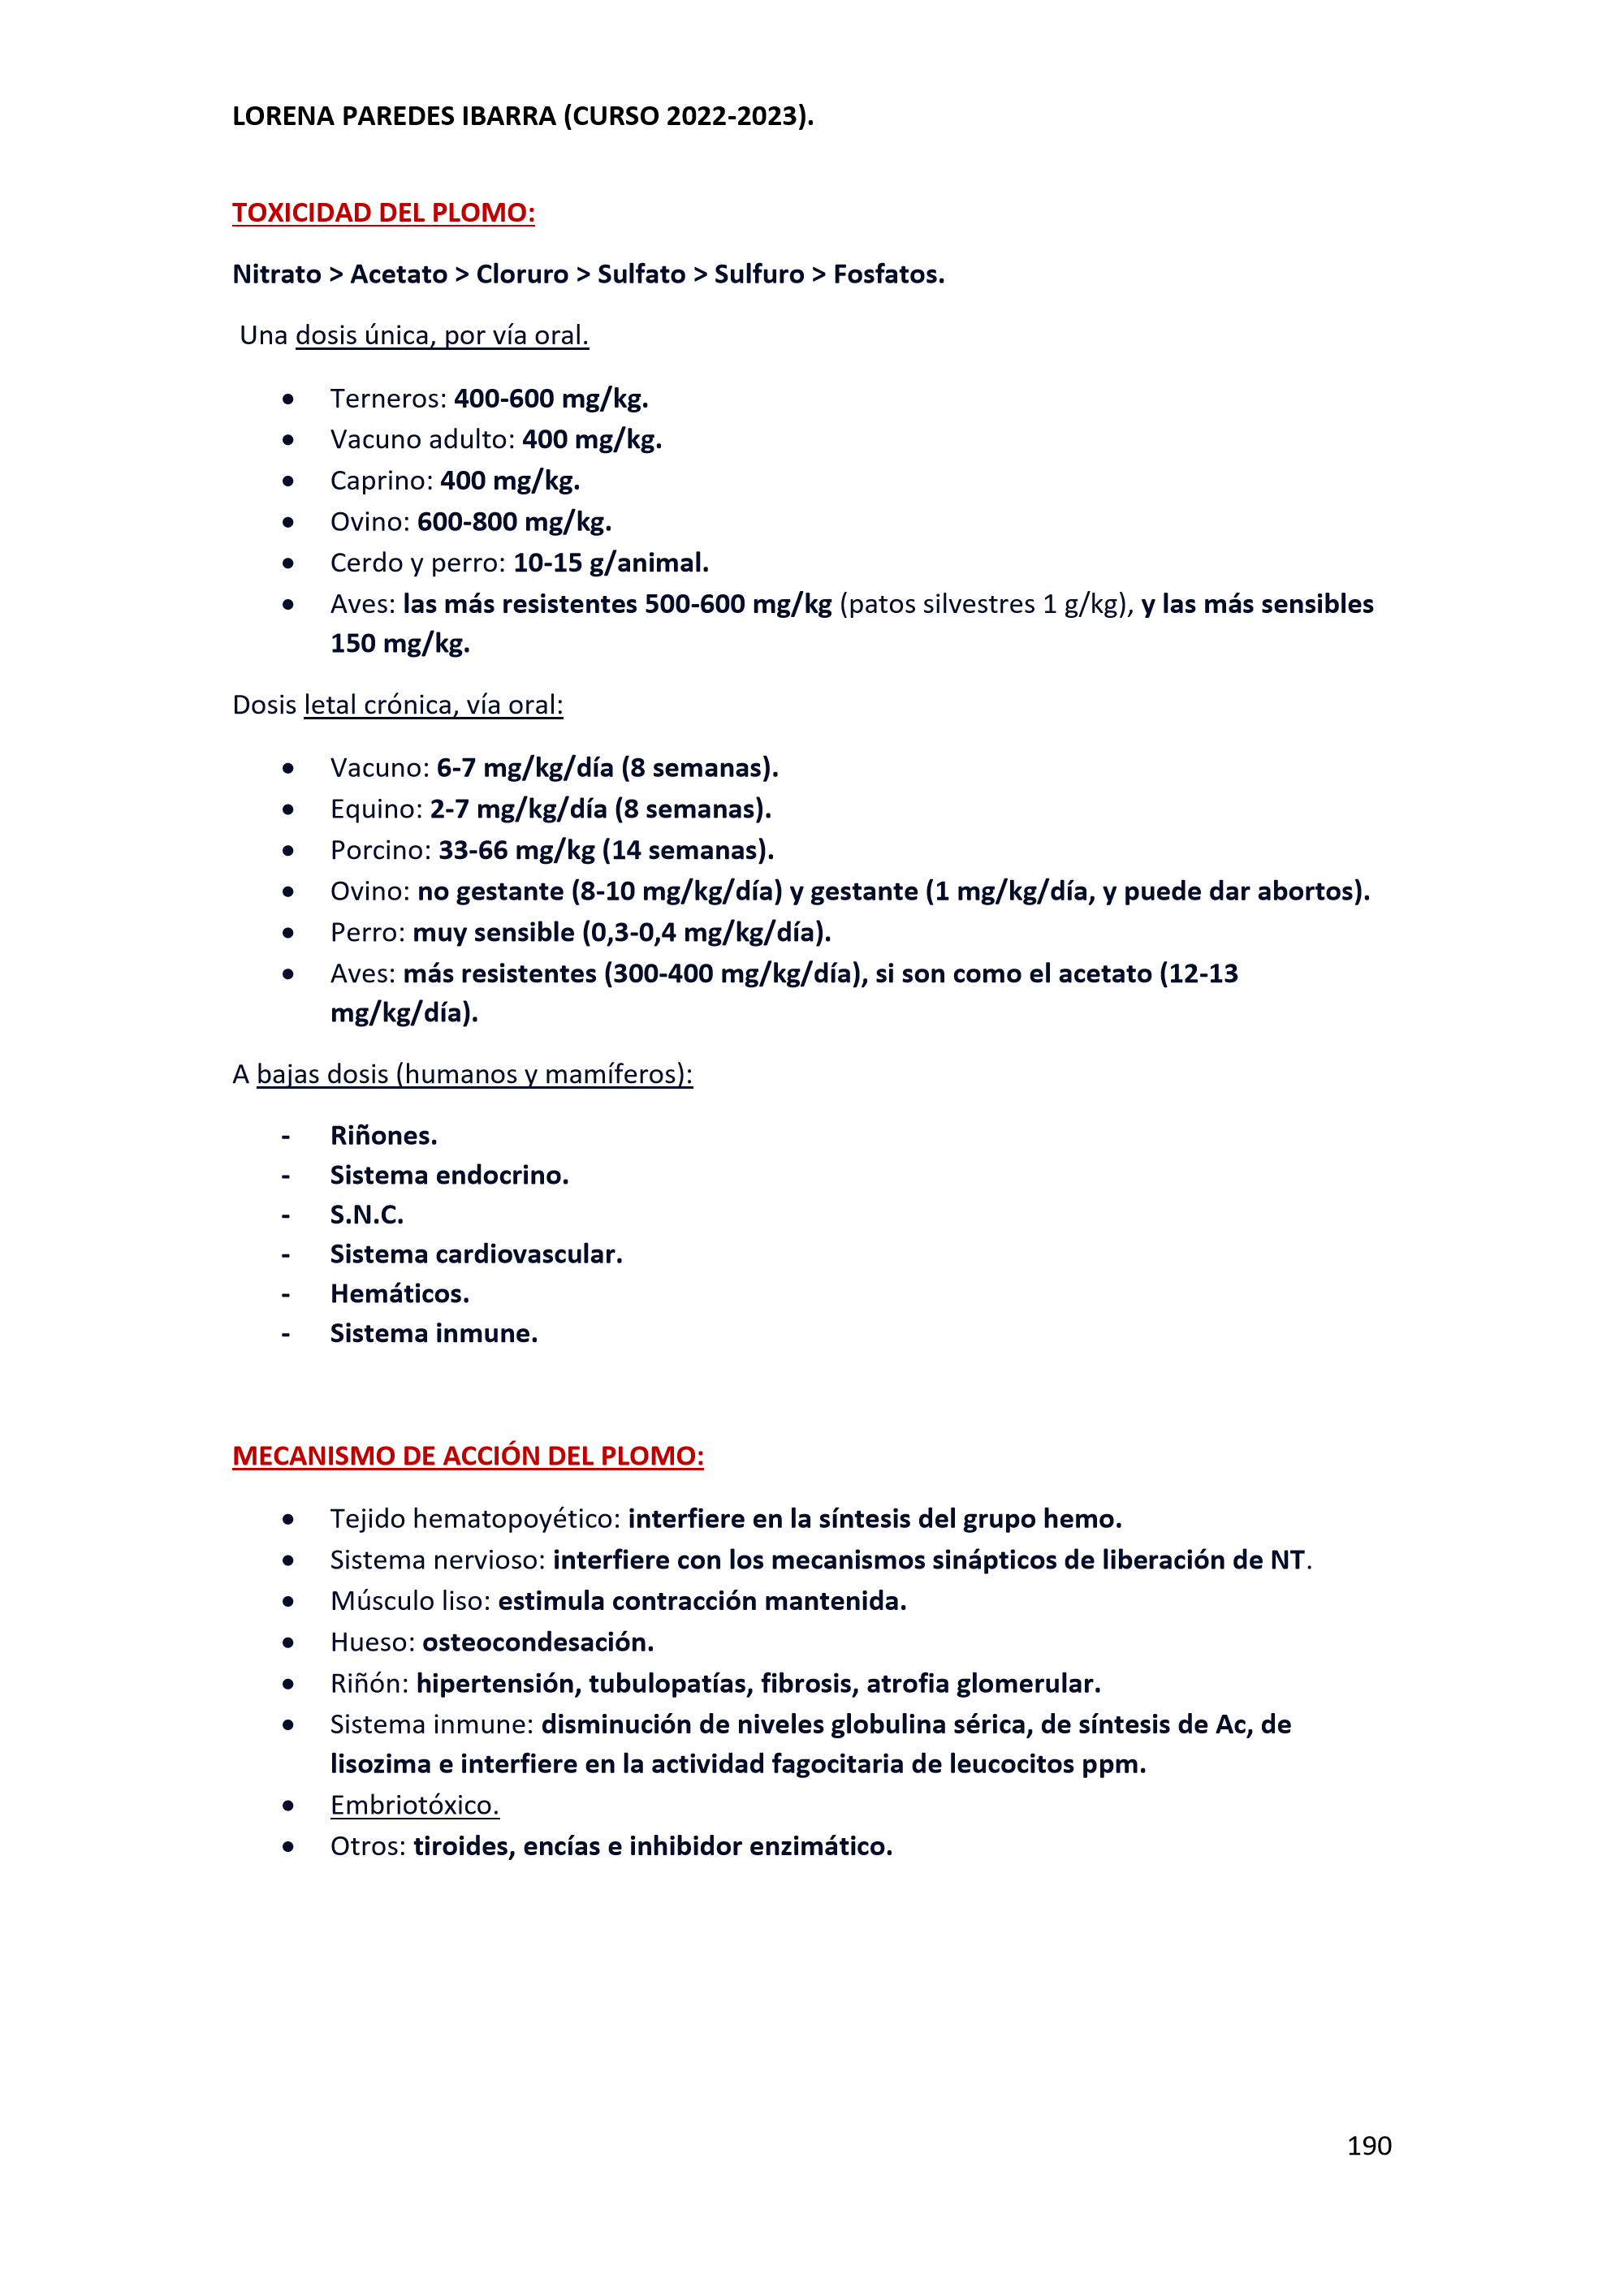 LORENA PAREDES IBARRA (CURSO 2022-2023).
TOXICIDAD DEL PLOMO:
Nitrato > Acetato > Cloruro > Sulfato > Sulfuro > Fosfatos.
Una dosis única, por vía oral.
• Terneros: 400-600 mg/kg.
• Vacuno adulto: 400 mg/kg.
• Caprino: 400 mg/kg.
• Ovino: 600-800 mg/kg.
• Cerdo y perro: 10-15 g/animal.
• Aves: las más resistentes 500-600 mg/kg (patos silvestres 1 g/kg), y las más sensibles
150 mg/kg.
Dosis letal crónica, vía oral:
• Vacuno: 6-7 mg/kg/día (8 semanas).
• Equino: 2-7 mg/kg/día (8 semanas).
• Porcino: 33-66 mg/kg (14 semanas).
• Ovino: no gestante (8-10 mg/kg/día) y gestante (1 mg/kg/día, y puede dar abortos).
• Perro: muy sensible (0,3-0,4 mg/kg/día).
• Aves: más resistentes (300-400 mg/kg/día), si son como el acetato (12-13
mg/kg/día).
A bajas dosis (humanos y mamíferos):
- Riñones.
- Sistema endocrino.
- S.N.C.
- Sistema cardiovascular.
- Hemáticos.
- Sistema inmune.
MECANISMO DE ACCIÓN DEL PLOMO:
• Tejido hematopoyético: interfiere en la síntesis del grupo hemo.
• Sistema nervioso: interfiere con los mecanismos sinápticos de liberación de NT.
• Músculo liso: estimula contracción mantenida.
• Hueso: osteocondesación.
• Riñón: hipertensión, tubulopatías, fibrosis, atrofia glomerular.
• Sistema inmune: disminución de niveles globulina sérica, de síntesis de Ac, de
lisozima e interfiere en la actividad fagocitaria de leucocitos ppm.
• Embriotóxico.
• Otros: tiroides, encías e inhibidor enzimático.
190